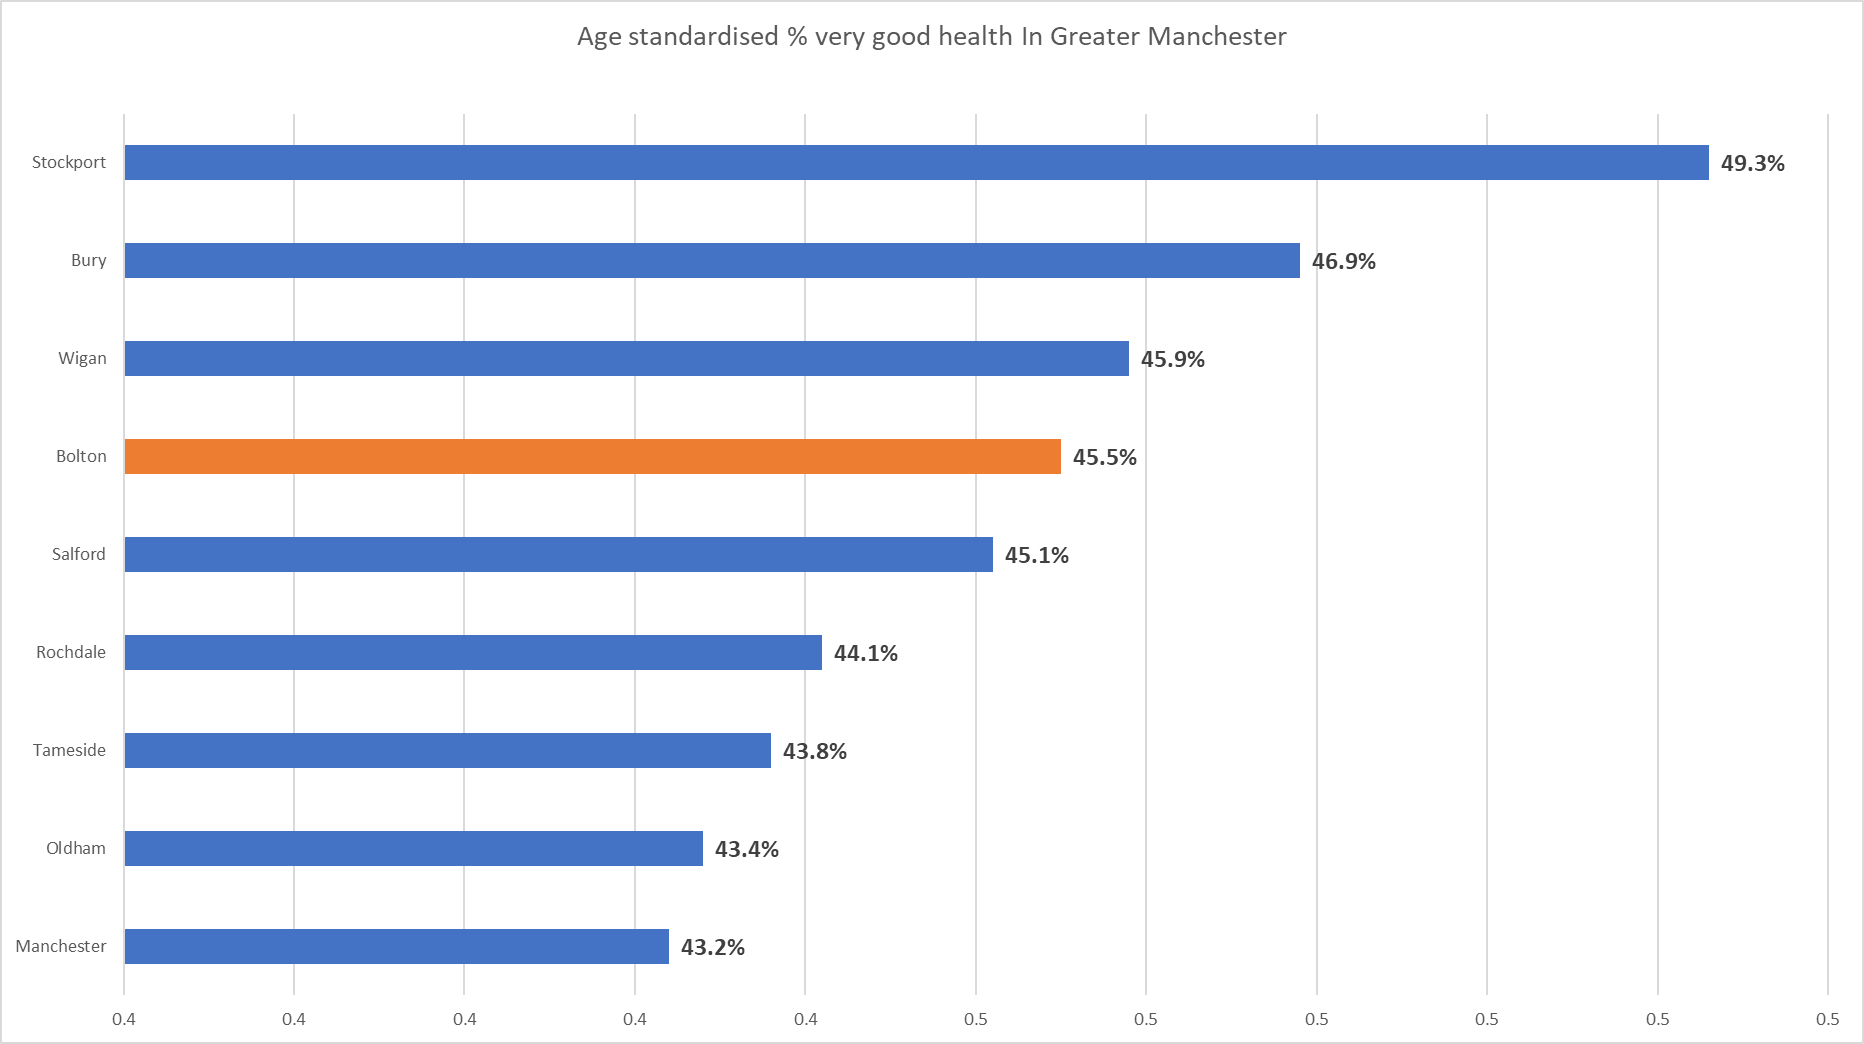 Age standardised % very good health In Greater Manchester
Stockport 49.3%
Bury 46.9%
Wigan 45.9%
Bolton 45.5%
Salford 45.1%
Rochdale 44.1%
Tameside 43.8%
Oldham 43.4%
Manchester 43.2%
0.4 0.4 0.4 0.4 0.4 0.5 0.5 0.5 0.5 0.5 0.5